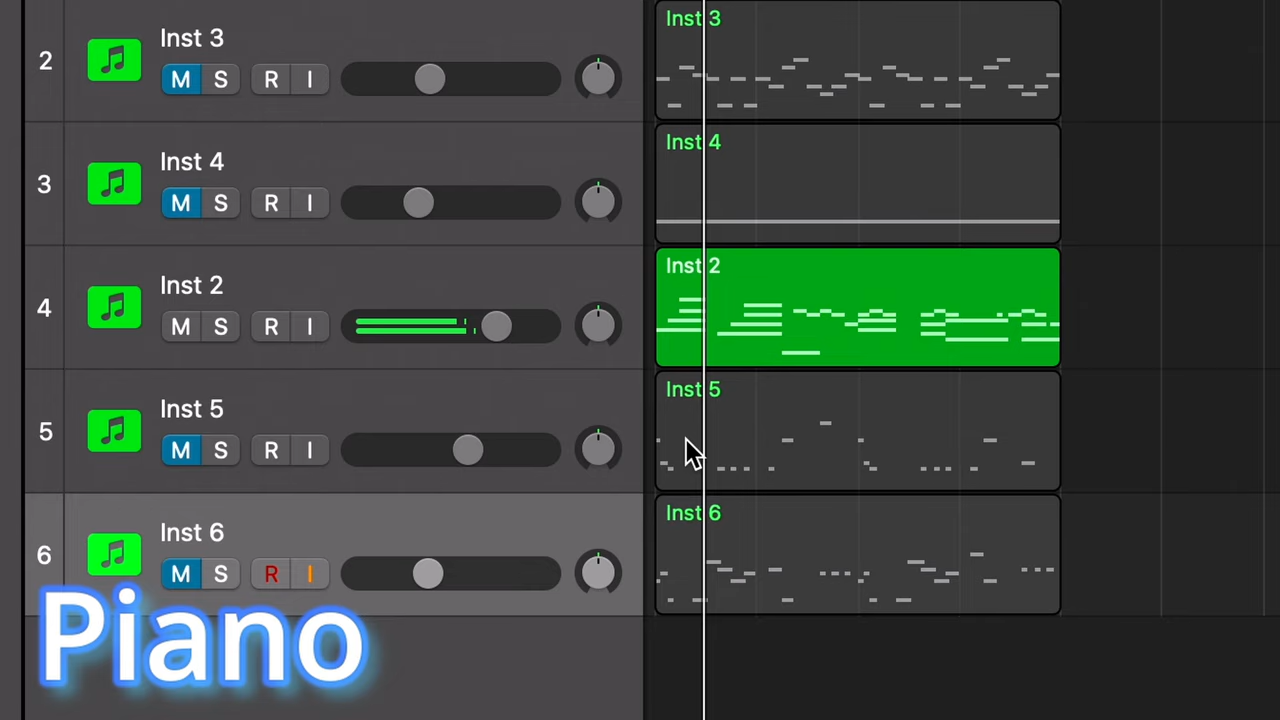 Inst 3
Inst 3
2
M S R I
Inst 4
Inst 4
3
M S R I
Inst 2
Inst 2
4
M S R I
Inst 5
Inst 5
5
M S R I
Inst 6
Inst 6
6
M S R I
Piano